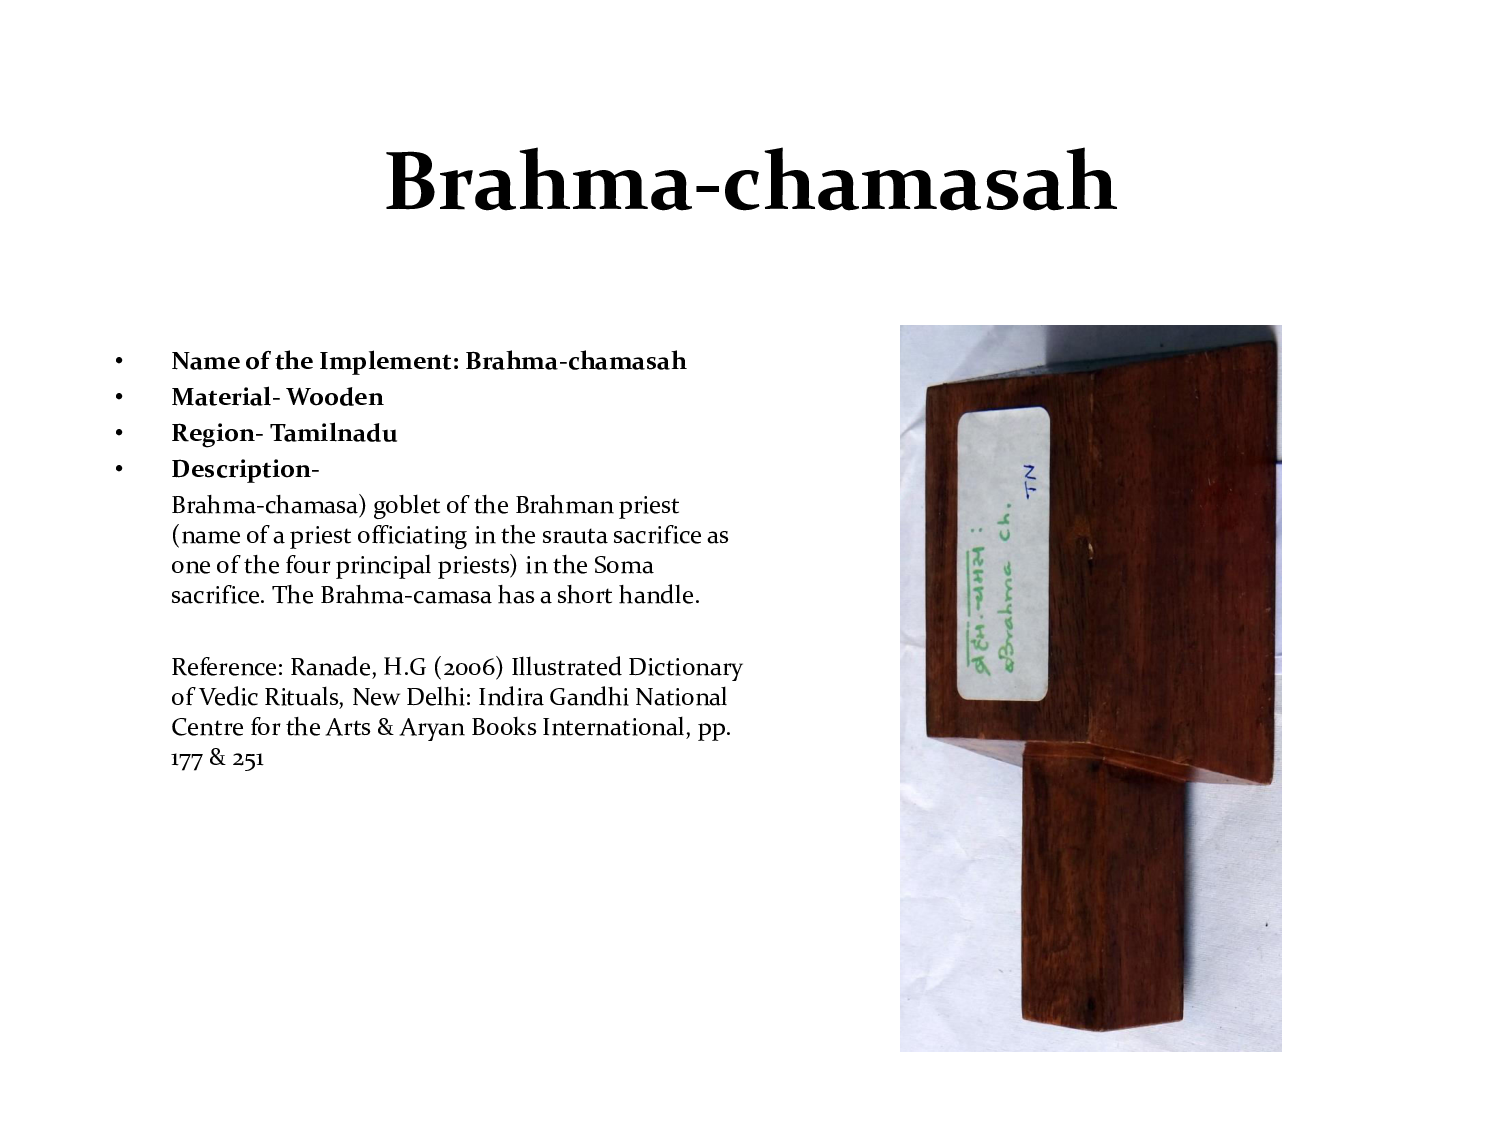 Brahma-chamasah
• Name of the Implement: Brahma-chamasah
• Material- Wooden
• Region- Tamilnadu
• Description-
Brahma-chamasa) goblet of the Brahman priest
(name of a priest officiating in the srauta sacrifice as
one of the four principal priests) in the Soma
sacrifice. The Brahma-camasa has a short handle.
Reference: Ranade, H.G (2006) Illustrated Dictionary
of Vedic Rituals, New Delhi: Indira Gandhi National
Centre for the Arts & Aryan Books International, pp.
177 & 251
Brahma ch.
TN